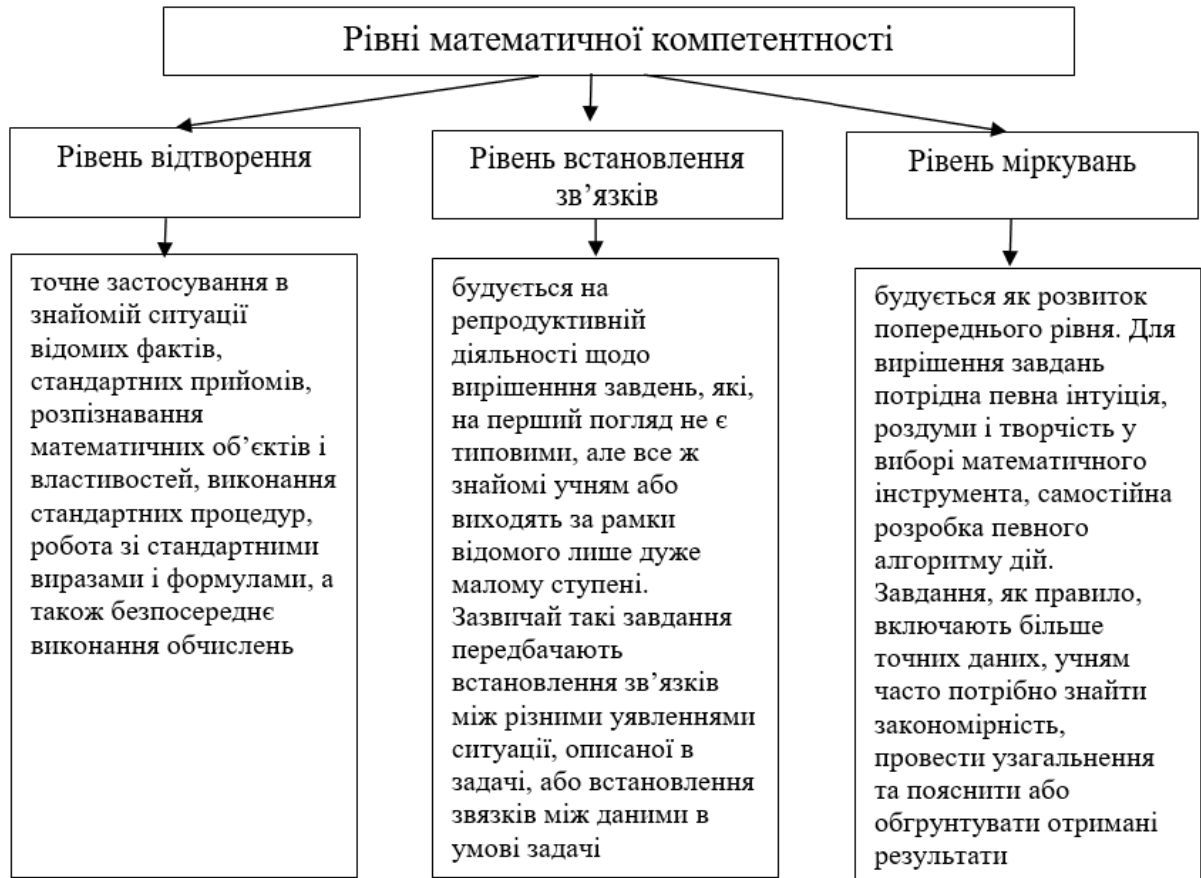 Рівні математичної компетентності
Рівень відтворення
Рівень встановлення
зв’язків
Рівень міркувань
точне застосування в
знайомій ситуації
відомих фактів,
стандартних прийомів,
розпізнавання
математичних об’єктів і
властивостей, виконання
стандартних процедур,
робота зі стандартними
виразами і формулами, а
також безпосереднє
виконання обчислень
будується на
репродуктивній
діяльності щодо
вирішенння завдень, які,
на перший погляд не є
типовими, але все ж
знайомі учням або
виходять за рамки
відомого лише дуже
малому ступені.
Зазвичай такі завдання
передбачають
встановлення зв’язків
між різними уявленнями
ситуації, описаної в
задачі, або встановлення
звязків між даними в
умові задачі
будується як розвиток
попереднього рівня. Для
вирішення завдань
потрідна певна інтуіція,
роздуми і творчість у
виборі математичного
інструмента, самостійна
розробка певного
алгоритму дій.
Завдання, як правило,
включають більше
точних даних, учням
часто потрібно знайти
закономірність,
провести узагальнення
та пояснити або
обгрунтувати отримані
результати